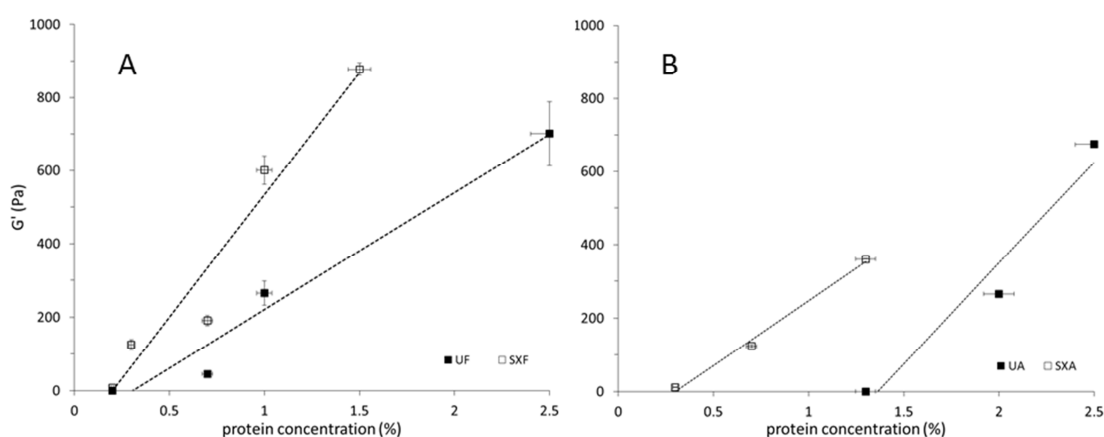 1000
A
800
600
G' (Pa)
400
200
■ UF □ SXF
0
0 0.5 1 1.5 2 2.5
protein concentration (%)
1000
B
800
600
400
200
■ UA □ SXA
0
0 0.5 1 1.5 2 2.5
protein concentration (%)